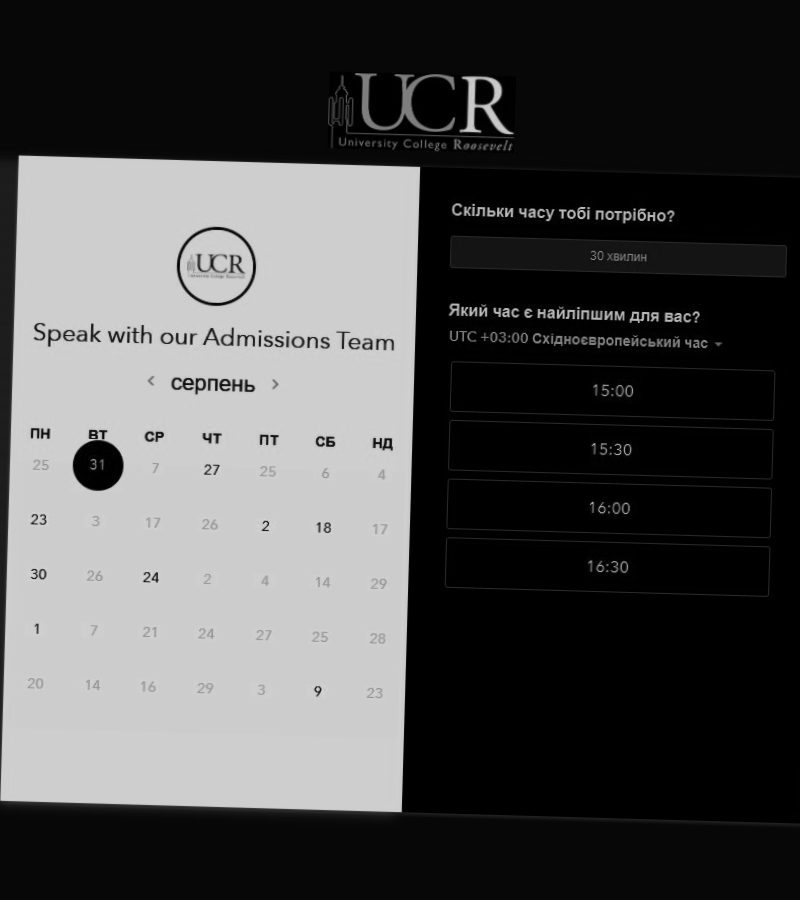 UCR
University College Roosevelt
UCR
University College Roosevelt
Speak with our Admissions Team
серпень
ПН ВТ СР ЧТ ПТ СБ НД
25 31 7 27 25 6 4
23 3 17 26 2 18 17
30 26 24 2 4 14 29
1 7 21 24 27 25 28
20 14 16 29 3 9 23
Скільки часу тобі потрібно?
30 хвилин
Який час є найліпшим для вас?
UTC +03:00 Східноєвропейський час
15:00
15:30
16:00
16:30